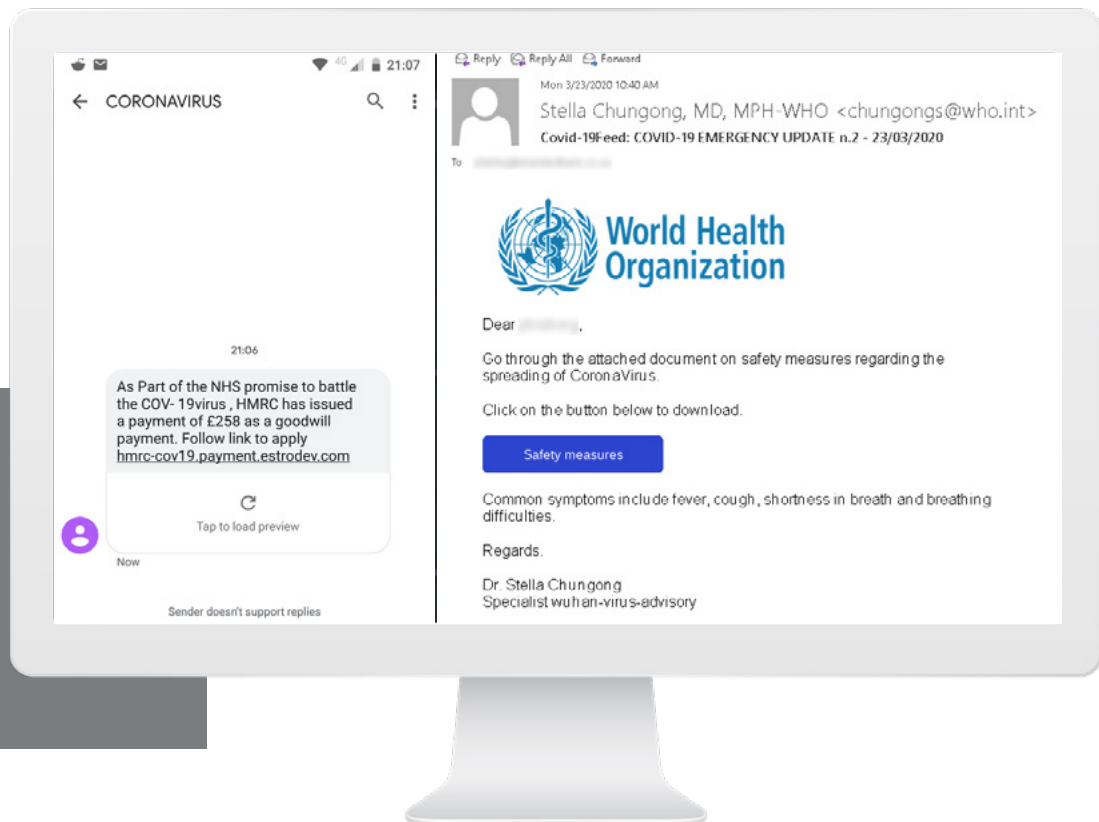 4G 21:07
CORONAVIRUS
21:06
As Part of the NHS promise to battle
the COV- 19virus , HMRC has issued
a payment of £258 as a goodwill
payment. Follow link to apply
hmrc-cov19.payment.estrodev.com
Tap to load preview
Now
Sender doesn't support replies
Reply Reply All Forward
Mon 3/23/2020 10:40 AM
Stella Chungong, MD, MPH-WHO <chungongs@who.int>
Covid-19Feed: COVID-19 EMERGENCY UPDATE n.2 - 23/03/2020
To
World Health
Organization
Dear ,
Go through the attached document on safety measures regarding the
spreading of CoronaVirus.
Click on the button below to download.
Safety measures
Common symptoms include fever, cough, shortness in breath and breathing
difficulties.
Regards.
Dr. Stella Chungong
Specialist wuhan-virus-advisory